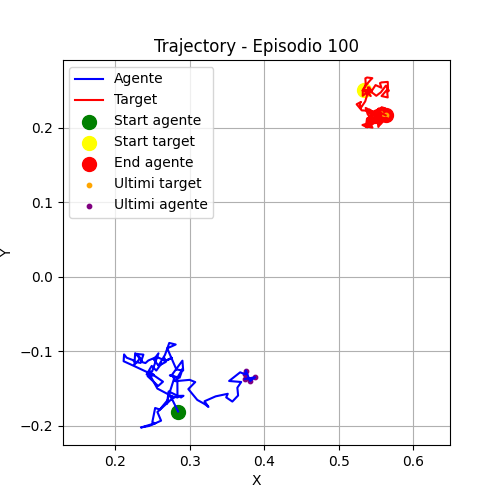 Trajectory - Episodio 100
Agente
Target
Start agente
Start target
End agente
Ultimi target
Ultimi agente
0.2
0.1
0.0
−0.1
−0.2
Y
0.2
0.3
0.4
0.5
0.6
X